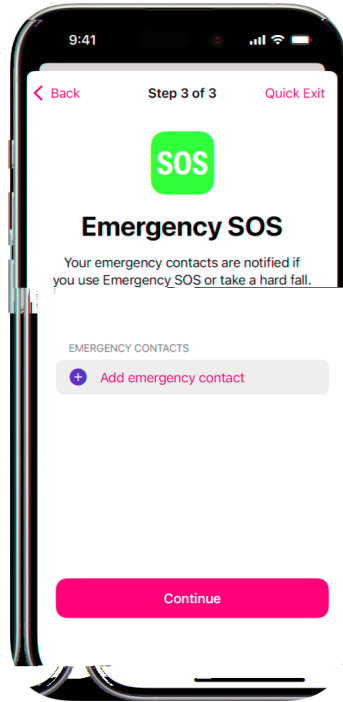 9:41
Back
Step 3 of 3
Quick Exit
SOS
Emergency SOS
Your emergency contacts are notified if
you use Emergency SOS or take a hard fall.
EMERGENCY CONTACTS
Add emergency contact
Continue